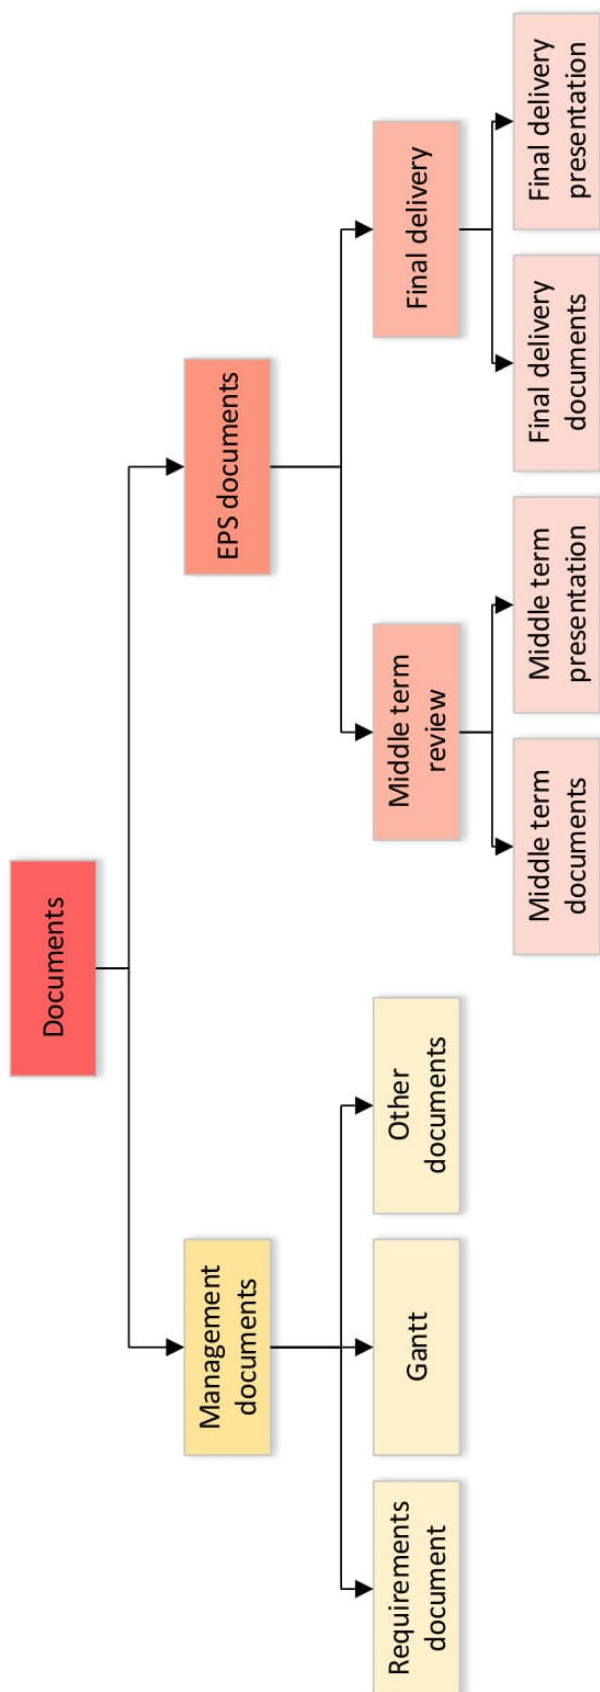 Documents
Management
documents
EPS documents
Requirements
document
Gantt
Other
documents
Middle term
review
Final delivery
Middle term
documents
Middle term
presentation
Final delivery
documents
Final delivery
presentation